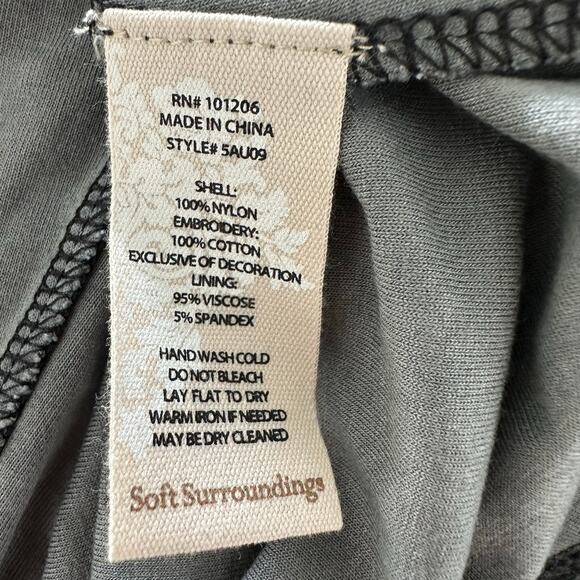 RN# 101206
MADE IN CHINA
STYLE# 5AU09
SHELL:
100% NYLON
EMBROIDERY:
100% COTTON
EXCLUSIVE OF DECORATION
LINING:
95% VISCOSE
5% SPANDEX
HAND WASH COLD
DO NOT BLEACH
LAY FLAT TO DRY
WARM IRON IF NEEDED
MAY BE DRY CLEANED
Soft Surroundings